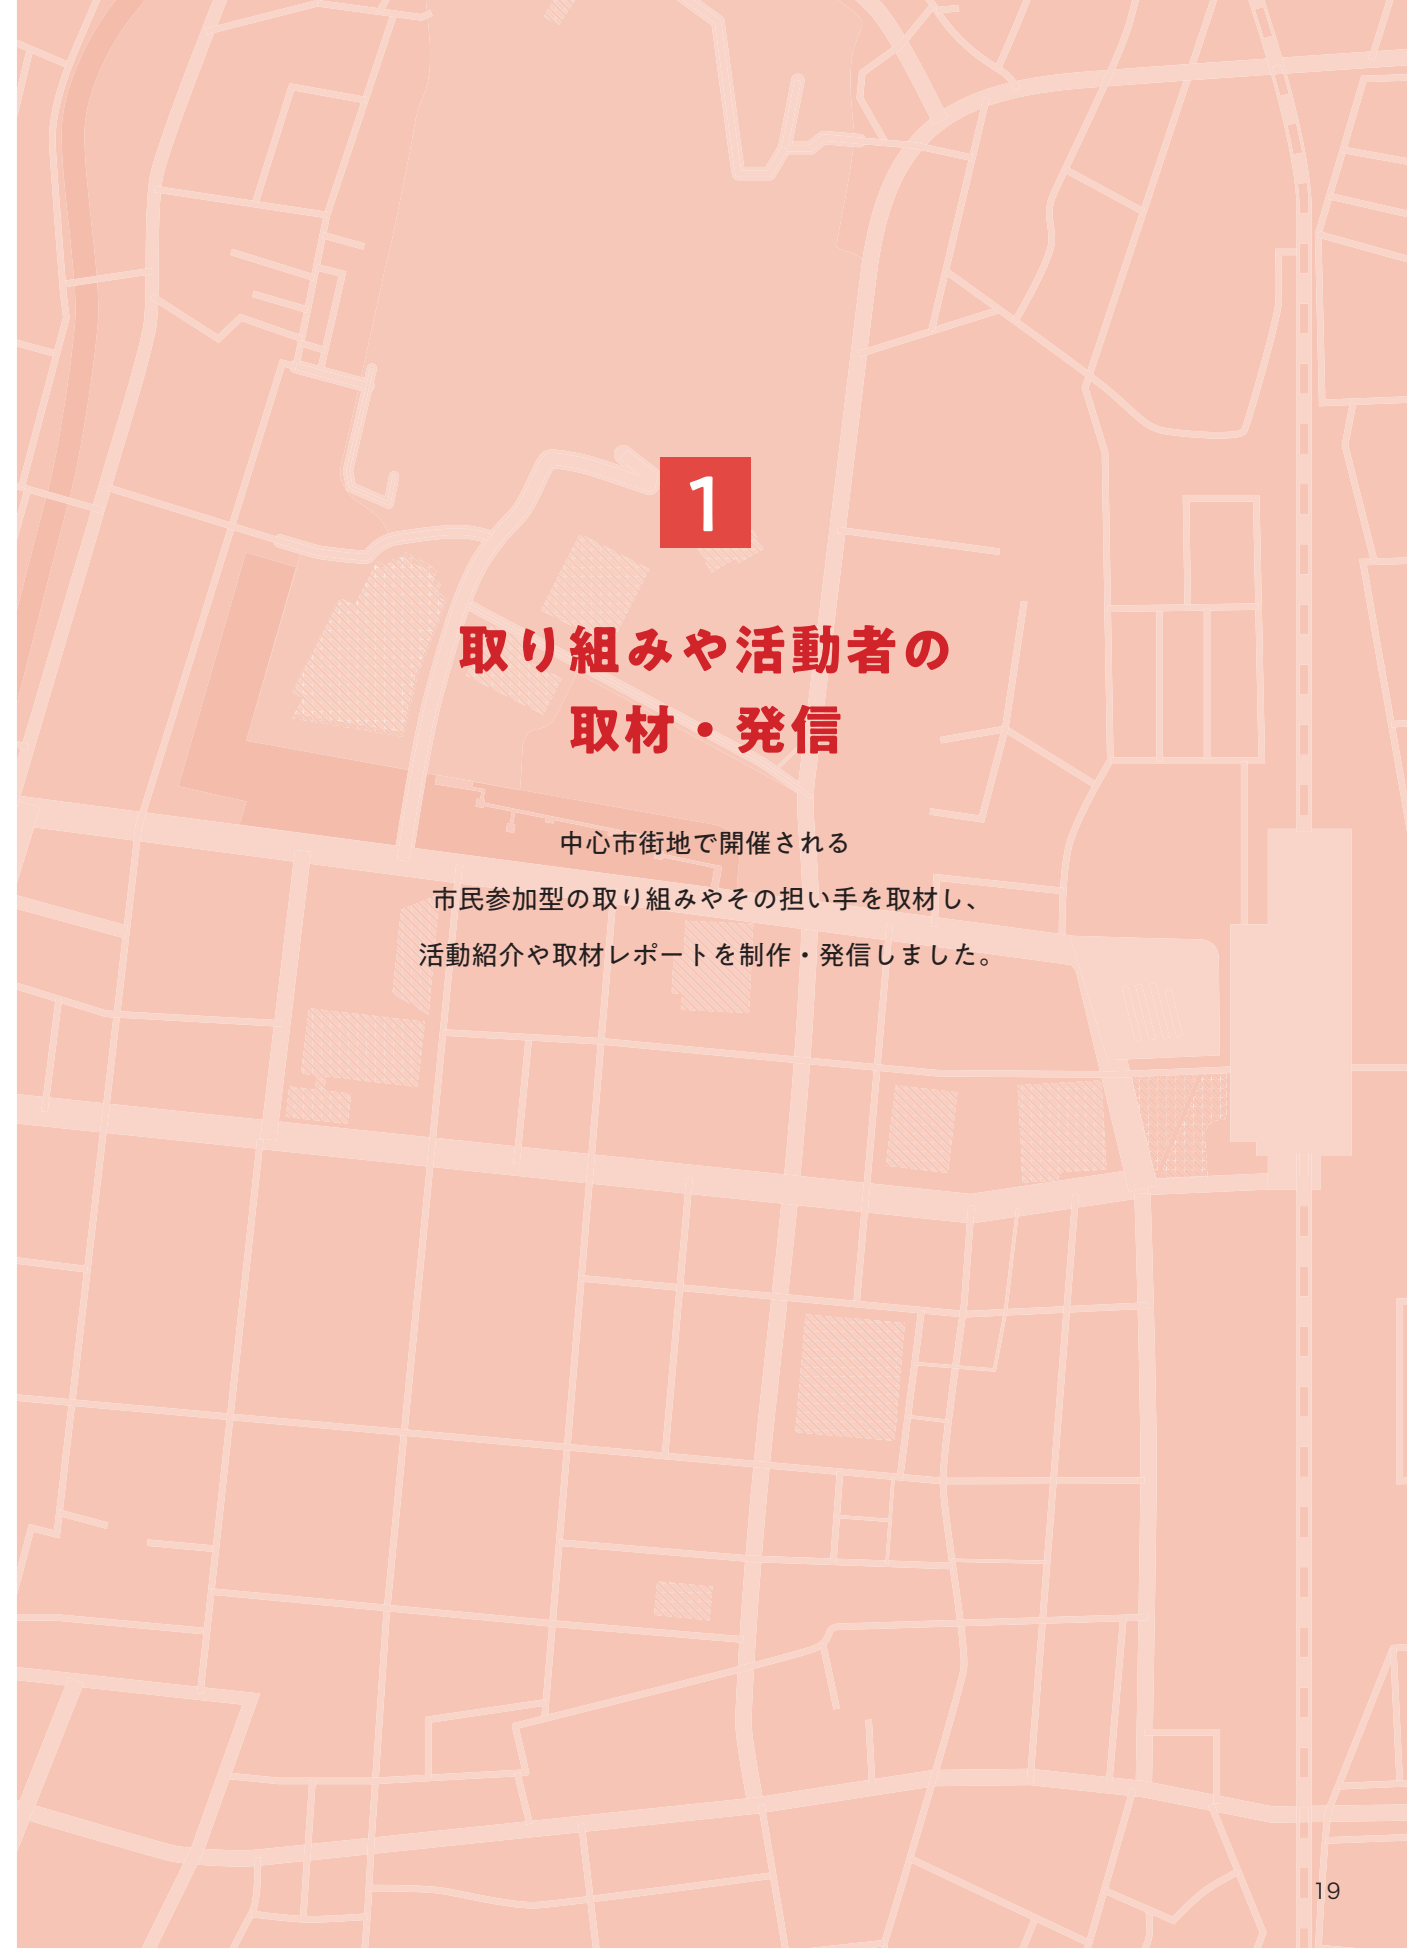 1
取り組みや活動者の
取材・発信
中心市街地で開催される
市民参加型の取り組みやその担い手を取材し、
活動紹介や取材レポートを制作・発信しました。
19